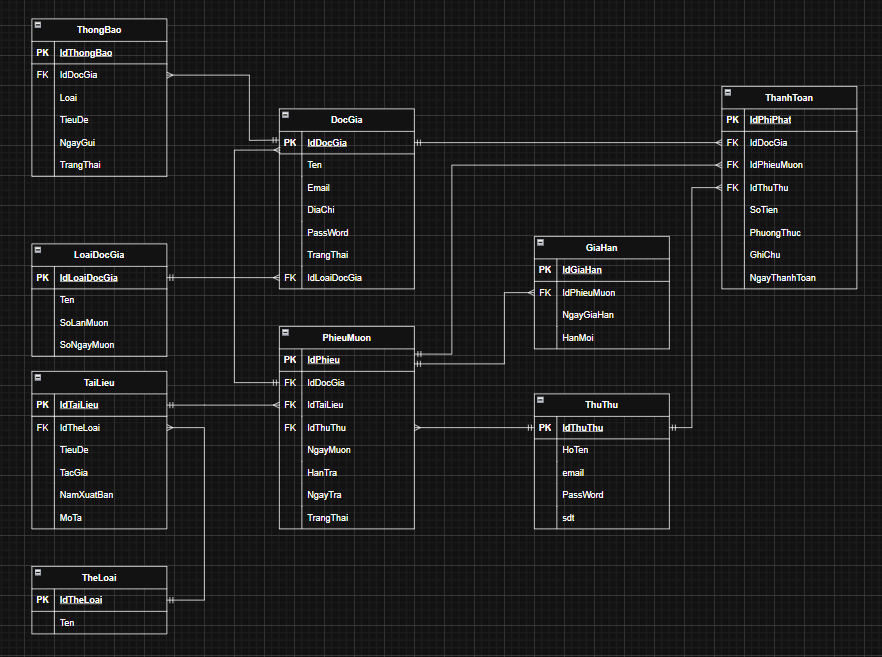 ThongBao
PK IdThongBao
FK IdDocGia
Loai
TieuDe
NgayGui
TrangThai
DocGia
PK IdDocGia
Ten
Email
DiaChi
PassWord
TrangThai
FK IdLoaiDocGia
ThanhToan
PK IdPhiPhat
FK IdDocGia
FK IdPhieuMuon
FK IdThuThu
SoTien
PhuongThuc
GhiChu
NgayThanhToan
LoaiDocGia
PK IdLoaiDocGia
Ten
SoLanMuon
SoNgayMuon
GiaHan
PK IdGiaHan
FK IdPhieuMuon
NgayGiaHan
HanMoi
PhieuMuon
PK IdPhieu
FK IdDocGia
FK IdTaiLieu
FK IdThuThu
NgayMuon
HanTra
NgayTra
TrangThai
TaiLieu
PK IdTaiLieu
FK IdTheLoai
TieuDe
TacGia
NamXuatBan
MoTa
ThuThu
PK IdThuThu
HoTen
email
PassWord
sdt
TheLoai
PK IdTheLoai
Ten